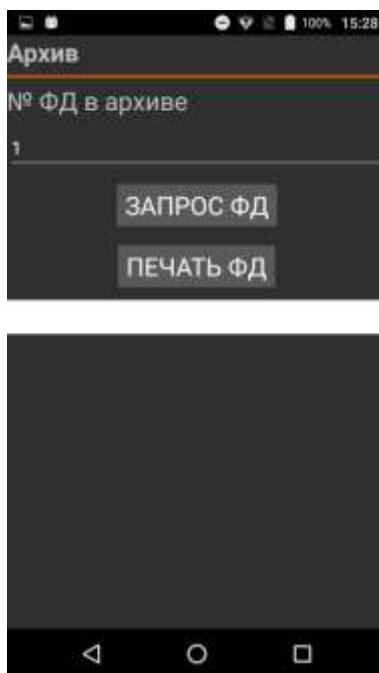 100% 15:28
Архив
№ ФД в архиве
1
ЗАПРОС ФД
ПЕЧАТЬ ФД